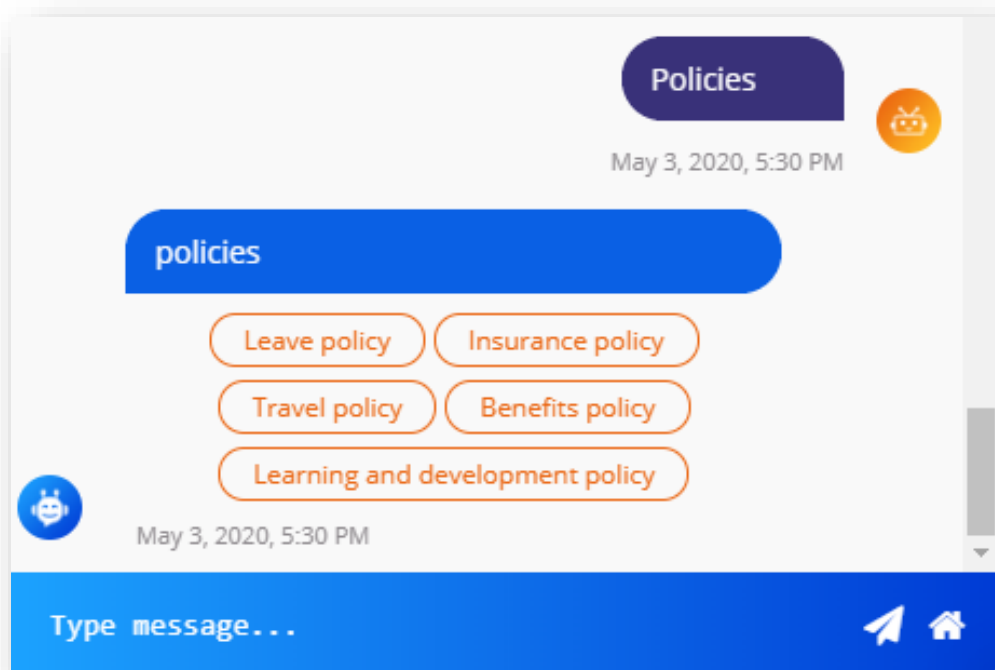 Policies
May 3, 2020, 5:30 PM
policies
Leave policy Insurance policy
Travel policy Benefits policy
Learning and development policy
May 3, 2020, 5:30 PM
Type message...